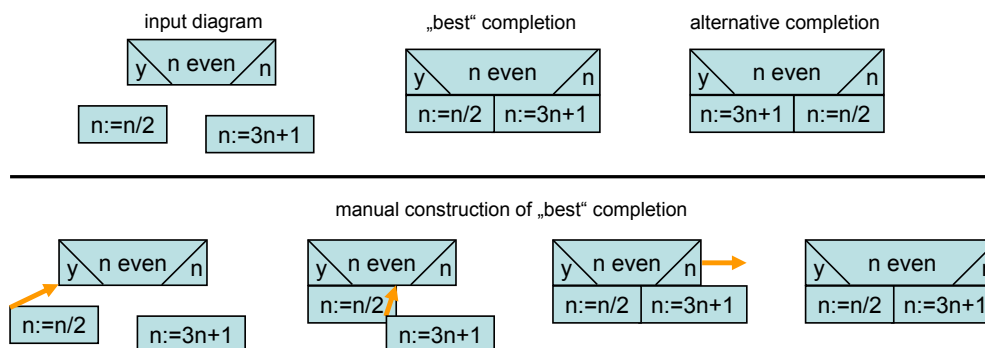 input diagram
„best“ completion
alternative completion
y n even n
n:=n/2
n:=3n+1
y n even n
n:=n/2 n:=3n+1
y n even n
n:=3n+1 n:=n/2
manual construction of „best“ completion
y n even n
n:=n/2
n:=3n+1
y n even n
n:=n/2
n:=3n+1
y n even n
n:=n/2 n:=3n+1
y n even n
n:=n/2 n:=3n+1